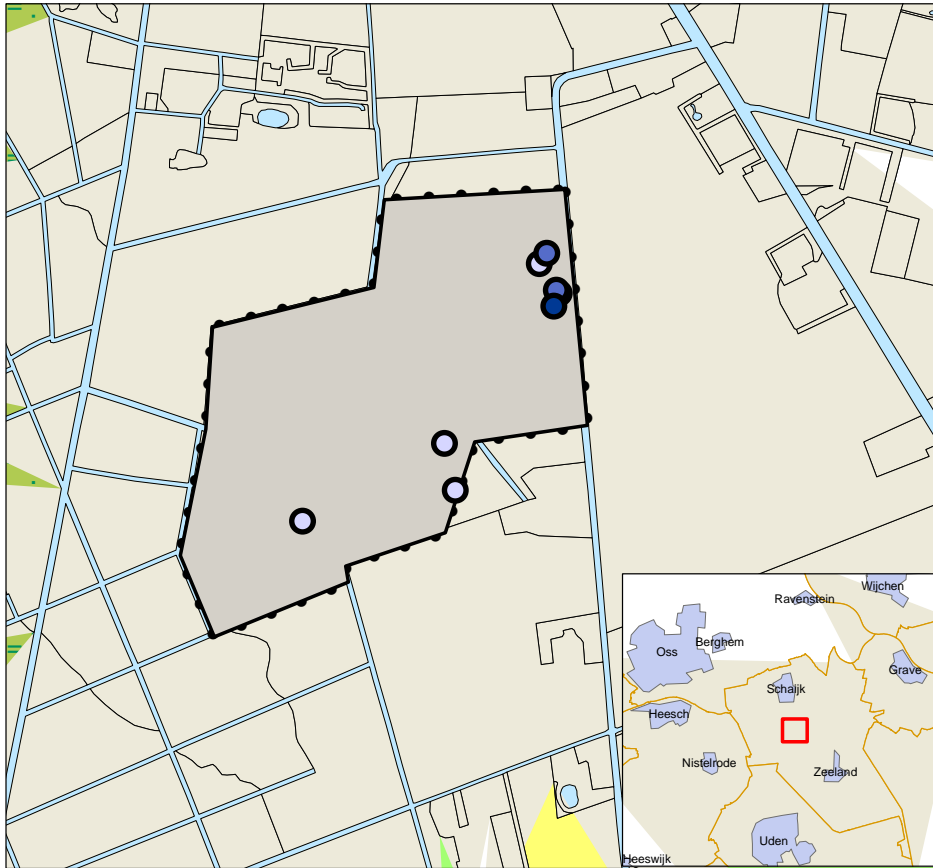 Wijchen
Ravenstein
Berghem
Oss
Grave
Schaijk
Heesch
Nistelrode
Zeeland
Uden
Heeswijk